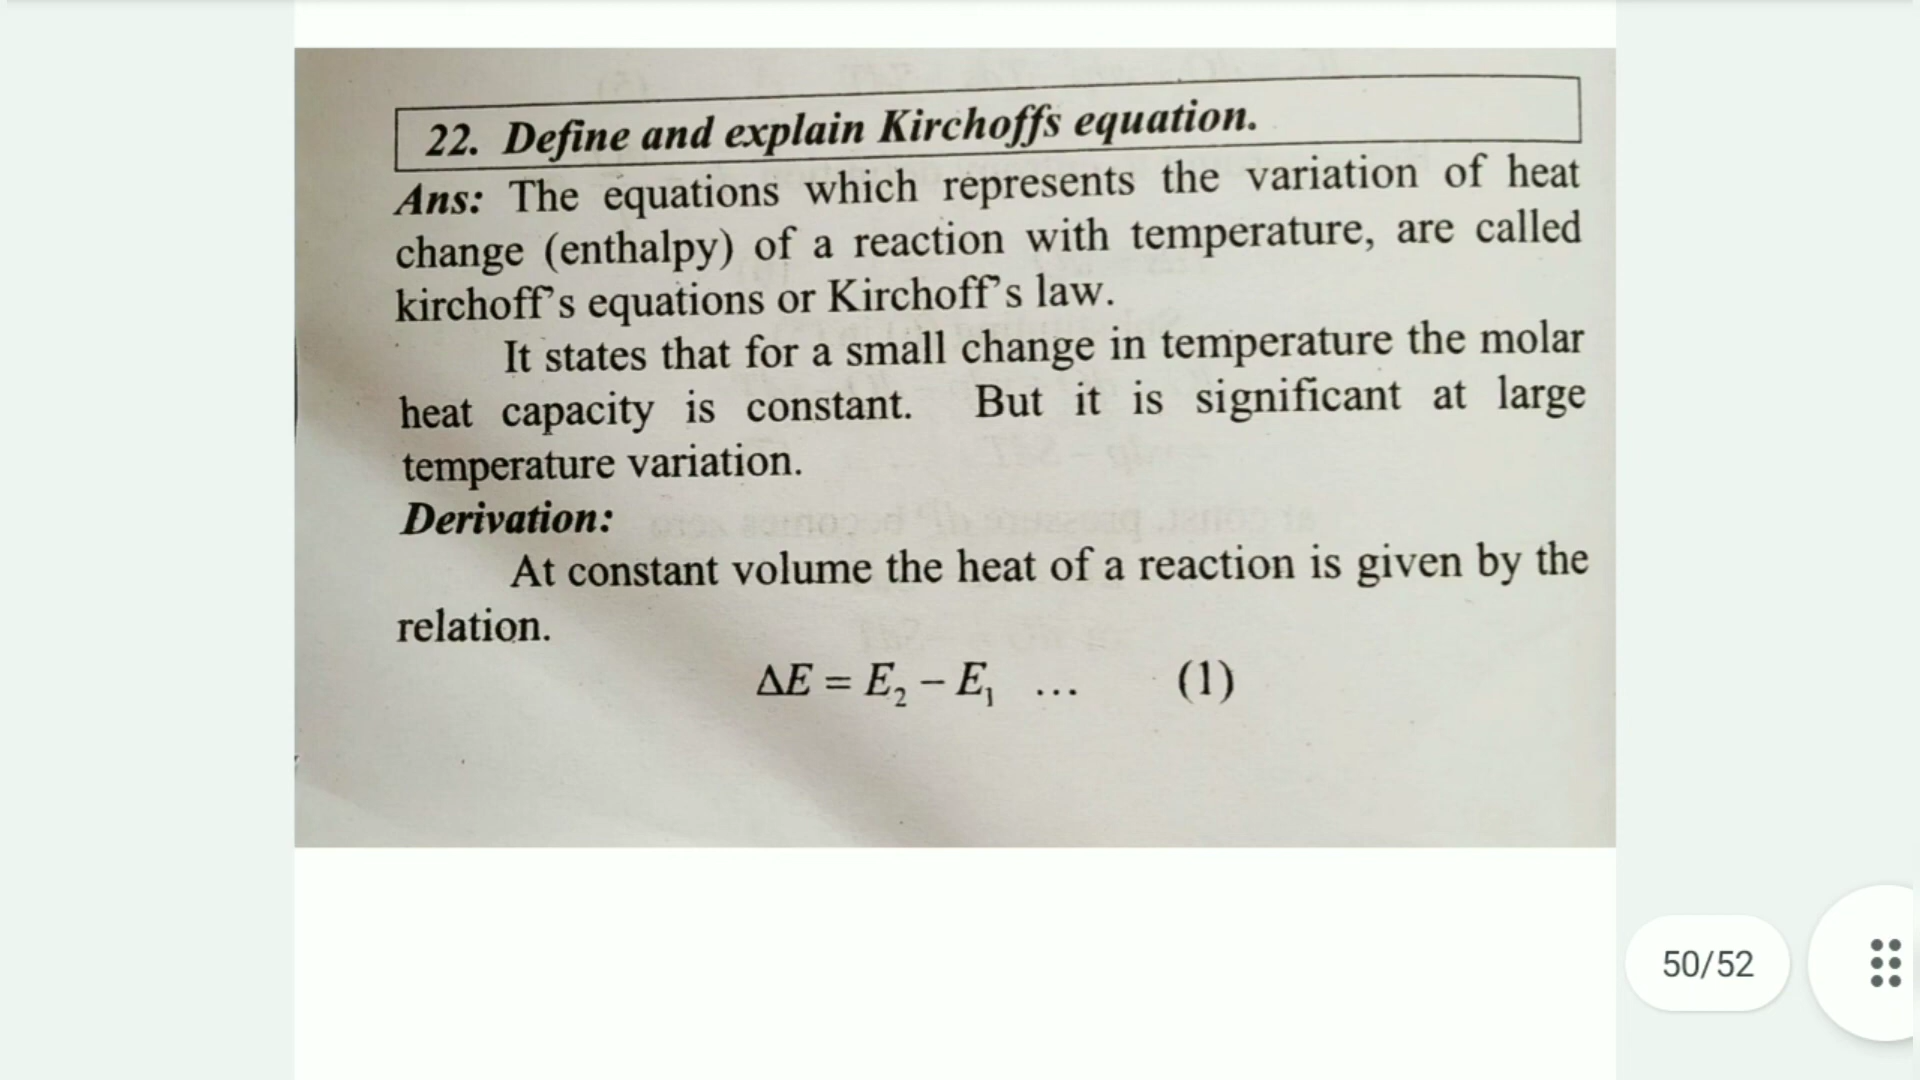 22. Define and explain Kirchoffs equation.
Ans: The equations which represents the variation of heat
change (enthalpy) of a reaction with temperature, are called
kirchoff's equations or Kirchoff's law.
It states that for a small change in temperature the molar
heat capacity is constant. But it is significant at large
temperature variation.
Derivation:
At constant volume the heat of a reaction is given by the
relation.
ΔE = E₂ − E₁ ... (1)
50/52